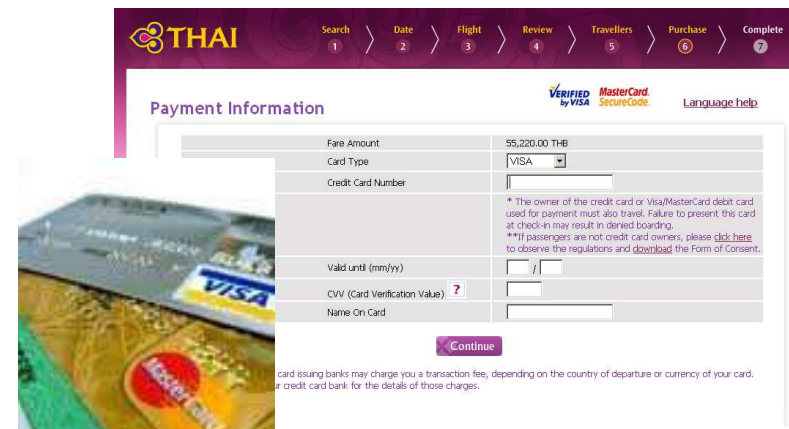 THAI
Search Date Flight Review Travellers Purchase Complete
1 2 3 4 5 6 7
Payment Information
VERIFIED by VISA
MasterCard. SecureCode.
Language help
Fare Amount 55,220.00 THB
Card Type VISA
Credit Card Number
* The owner of the credit card or Visa/MasterCard debit card
used for payment must also travel. Failure to present this card
at check-in may result in denied boarding.
**If passengers are not credit card owners, please click here
to observe the regulations and download the Form of Consent.
Valid until (mm/yy) /
CVV (Card Verification Value) ?
Name On Card
Continue
card issuing banks may charge you a transaction fee, depending on the country of departure or currency of your card.
credit card bank for the details of those charges.
VISA
MasterCard